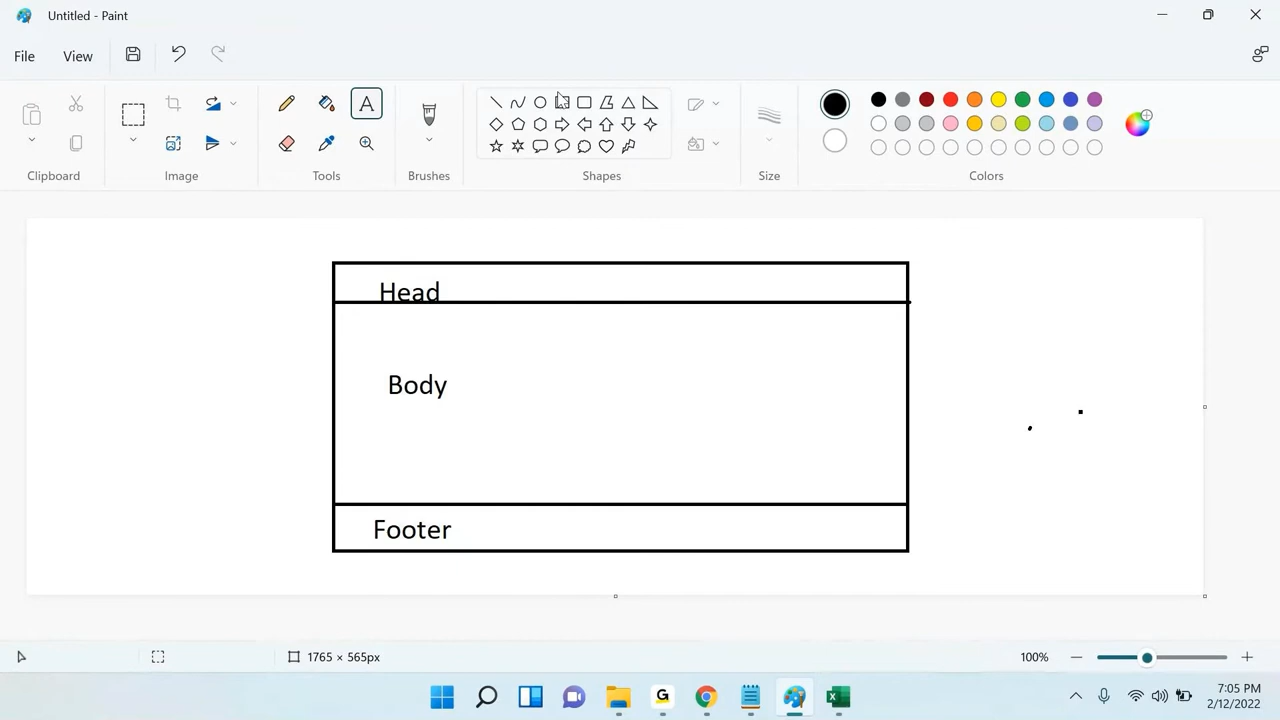 Untitled - Paint
File View
Clipboard
Image
Tools
Brushes
Shapes
Size
Colors
Head
Body
Footer
1765 × 565px
100%
7:05 PM
2/12/2022